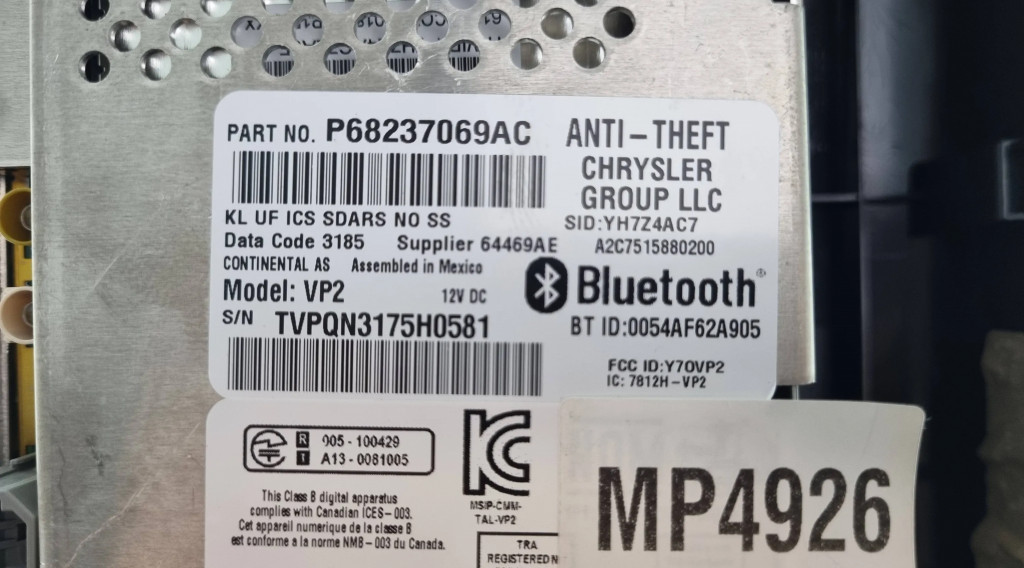 PART NO. P68237069AC
ANTI-THEFT
CHRYSLER
GROUP LLC
KL UF ICS SDARS NO SS
SID:YH7Z4AC7
Data Code 3185 Supplier 64469AE
A2C7515880200
CONTINENTAL AS Assembled in Mexico
Bluetooth®
Model: VP2 12V DC
S/N TVPQN3175H0581
BT ID:0054AF62A905
FCC ID:Y7OVP2
IC: 7812H-VP2
R 005-100429
T A13-0081005
KC
MSIP-CMM-
TAL-VP2
This Class B digital apparatus
complies with Canadian ICES-003.
Cet appareil numerique de la classe B
est conforme a la norme NMB-003 du Canada.
TRA
REGISTERED N
MP4926